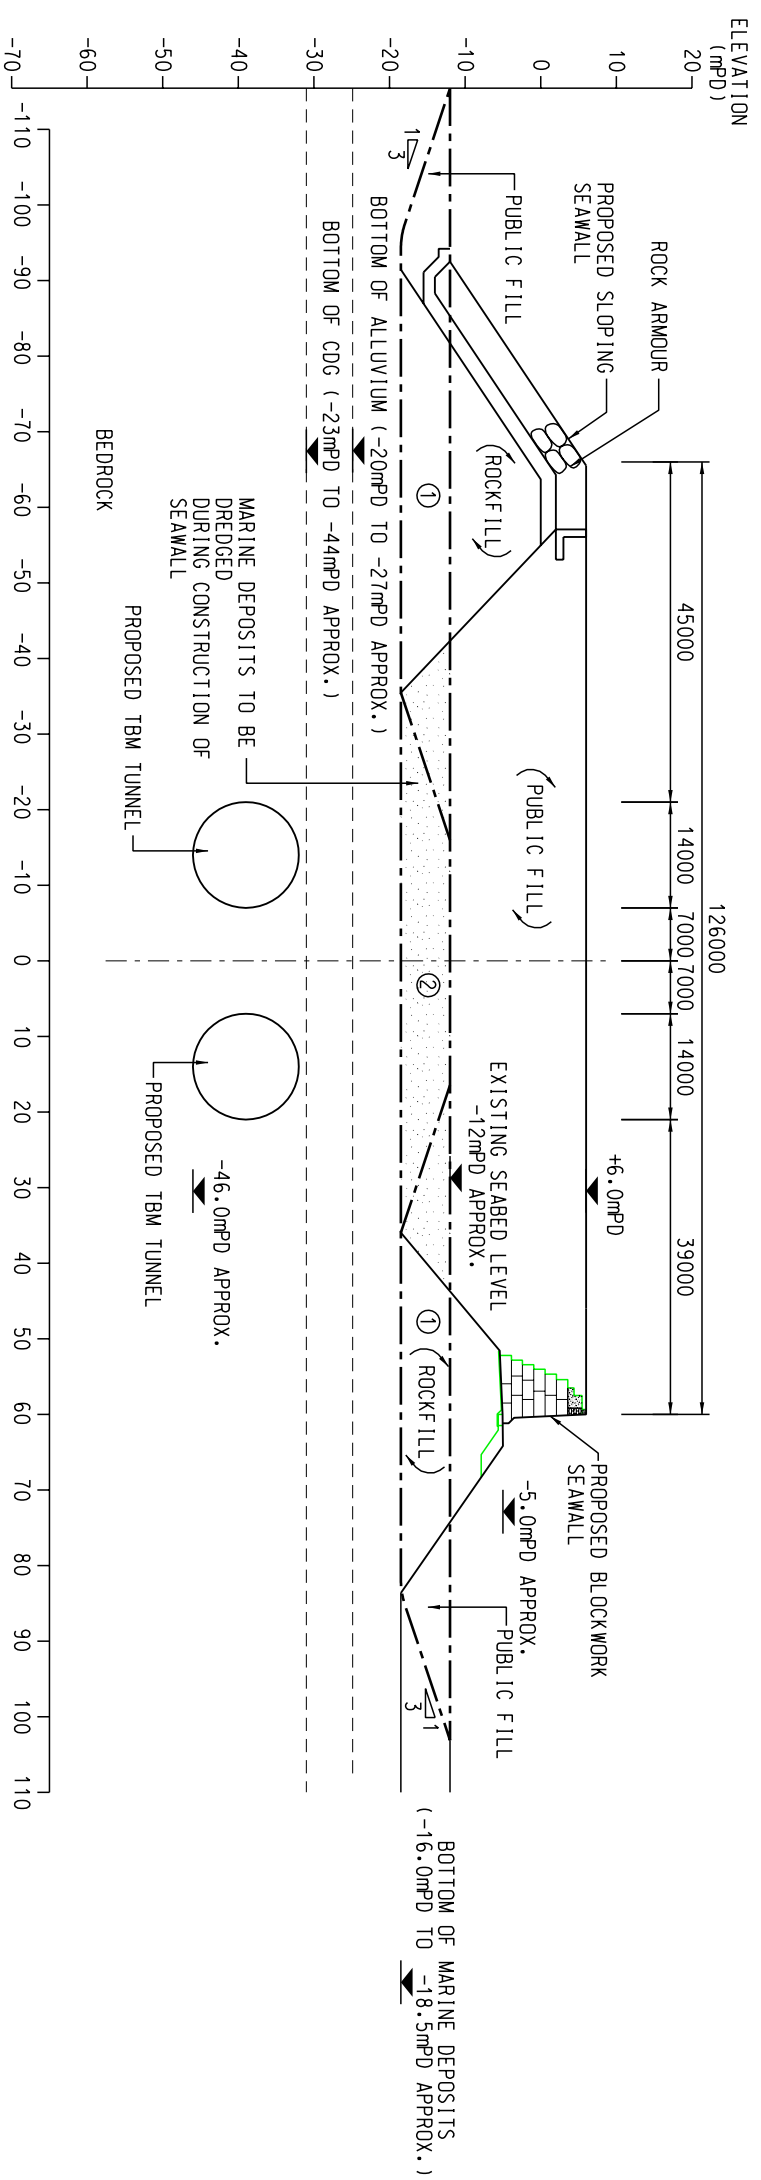 ELEVATION
(mPD)
20
10
0
-10
-20
-30
-40
-50
-60
-70
-110
-100
-90
-80
-70
-60
-50
-40
-30
-20
-10
0
10
20
30
40
50
60
70
80
90
100
110
126000
45000
14000
7000
7000
14000
39000
+6.0mPD
ROCK ARMOUR
PROPOSED SLOPING
SEAWALL
PUBLIC FILL
1
3
(ROCKFILL)
1
(PUBLIC FILL)
2
EXISTING SEABED LEVEL
-12mPD APPROX.
PROPOSED BLOCKWORK
SEAWALL
-5.0mPD APPROX.
PUBLIC FILL
1
(ROCKFILL)
1
3
BOTTOM OF MARINE DEPOSITS
(-16.0mPD TO -18.5mPD APPROX.)
BOTTOM OF ALLUVIUM (-20mPD TO -27mPD APPROX.)
BOTTOM OF CDG (-23mPD TO -44mPD APPROX.)
MARINE DEPOSITS TO BE
DREDGED
DURING CONSTRUCTION OF
SEAWALL
-46.0mPD APPROX.
PROPOSED TBM TUNNEL
PROPOSED TBM TUNNEL
BEDROCK